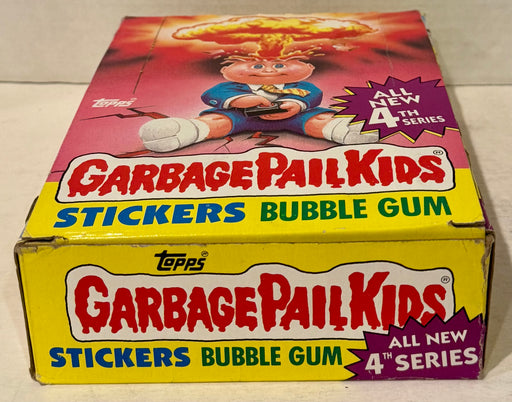 Topps
ALL
NEW
4TH
SERIES
GARBAGE PAIL KIDS®
STICKERS BUBBLE GUM
Topps®
GARBAGE PAIL KIDS®
STICKERS BUBBLE GUM
ALL NEW
4TH SERIES